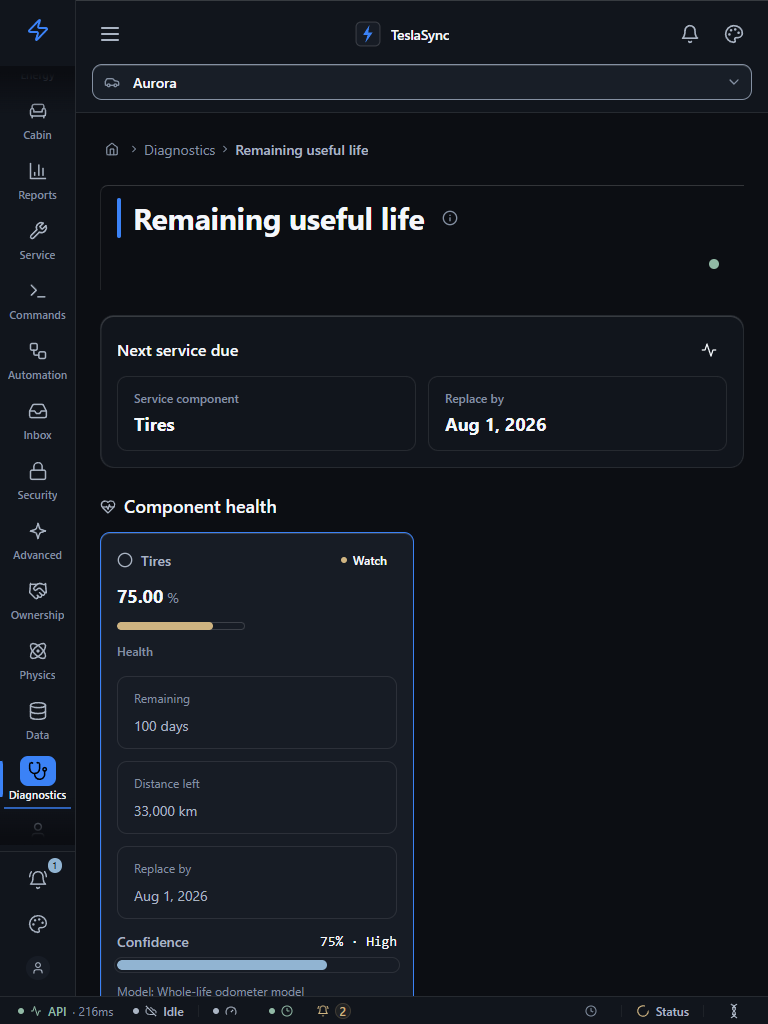 TeslaSync
Aurora
Energy
Cabin
Reports
Service
Commands
Automation
Inbox
Security
Advanced
Ownership
Physics
Data
Diagnostics
1
Diagnostics
Remaining useful life
Remaining useful life
Next service due
Service component
Tires
Replace by
Aug 1, 2026
Component health
Tires
Watch
75.00 %
Health
Remaining
100 days
Distance left
33,000 km
Replace by
Aug 1, 2026
Confidence
75% · High
Model: Whole-life odometer model
API · 216ms
Idle
2
Status